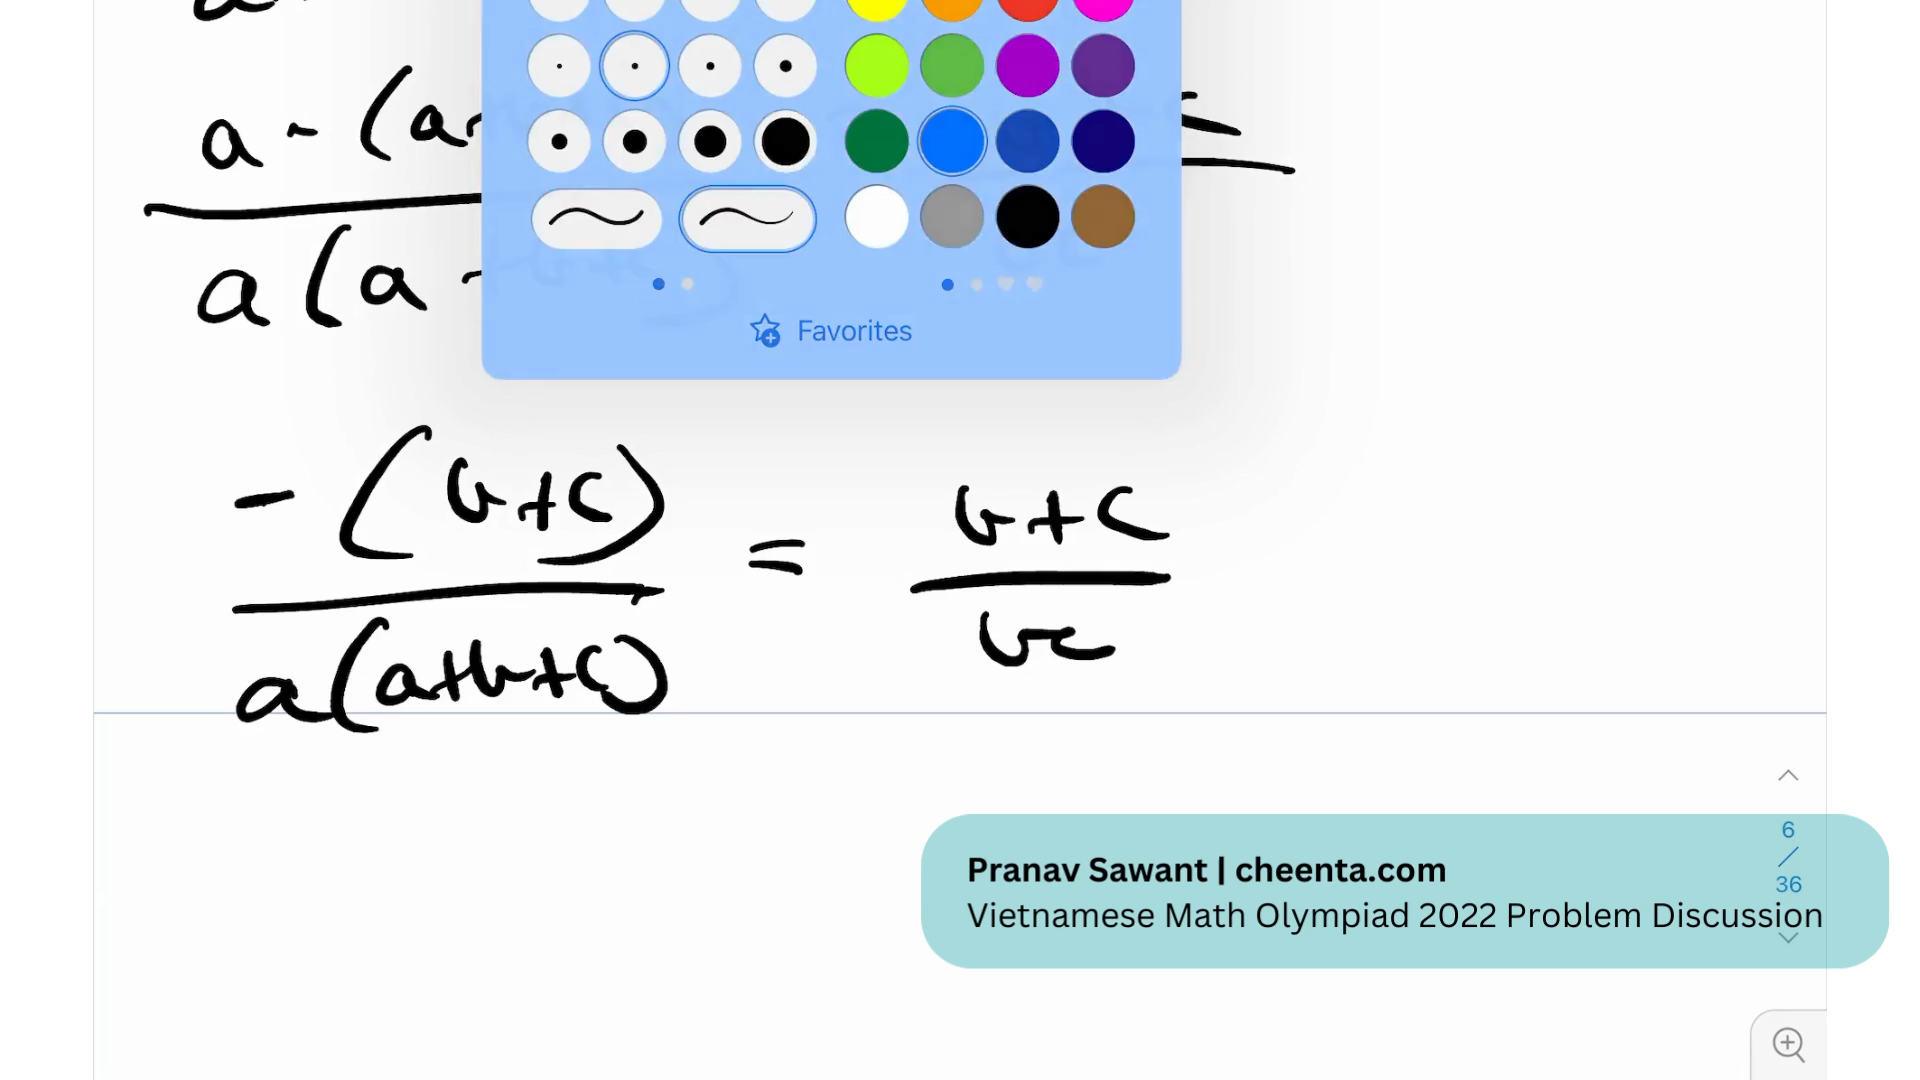 a - (a
a (a -
Favorites
- (b+c) = b+c
a(a+b+c) bc
6
/
36
Pranav Sawant | cheenta.com
Vietnamese Math Olympiad 2022 Problem Discussion